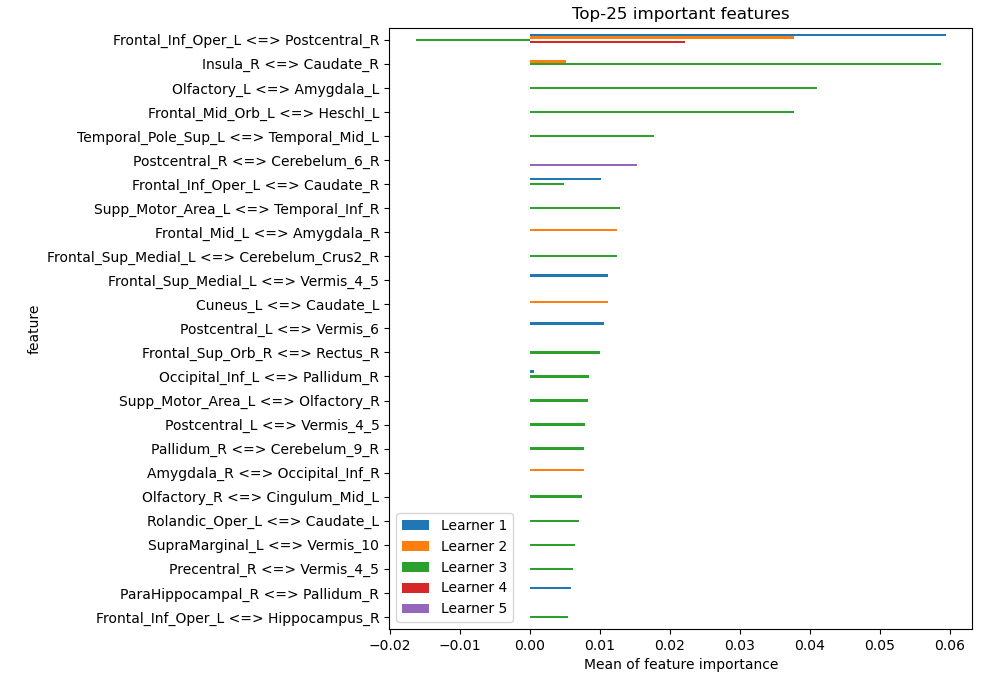 Top-25 important features
Frontal_Inf_Oper_L <=> Postcentral_R
Insula_R <=> Caudate_R
Olfactory_L <=> Amygdala_L
Frontal_Mid_Orb_L <=> Heschl_L
Temporal_Pole_Sup_L <=> Temporal_Mid_L
Postcentral_R <=> Cerebelum_6_R
Frontal_Inf_Oper_L <=> Caudate_R
Supp_Motor_Area_L <=> Temporal_Inf_R
Frontal_Mid_L <=> Amygdala_R
Frontal_Sup_Medial_L <=> Cerebelum_Crus2_R
Frontal_Sup_Medial_L <=> Vermis_4_5
Cuneus_L <=> Caudate_L
Postcentral_L <=> Vermis_6
Frontal_Sup_Orb_R <=> Rectus_R
Occipital_Inf_L <=> Pallidum_R
Supp_Motor_Area_L <=> Olfactory_R
Postcentral_L <=> Vermis_4_5
Pallidum_R <=> Cerebelum_9_R
Amygdala_R <=> Occipital_Inf_R
Olfactory_R <=> Cingulum_Mid_L
Rolandic_Oper_L <=> Caudate_L
SupraMarginal_L <=> Vermis_10
Precentral_R <=> Vermis_4_5
ParaHippocampal_R <=> Pallidum_R
Frontal_Inf_Oper_L <=> Hippocampus_R
feature
Learner 1
Learner 2
Learner 3
Learner 4
Learner 5
−0.02 −0.01 0.00 0.01 0.02 0.03 0.04 0.05 0.06
Mean of feature importance